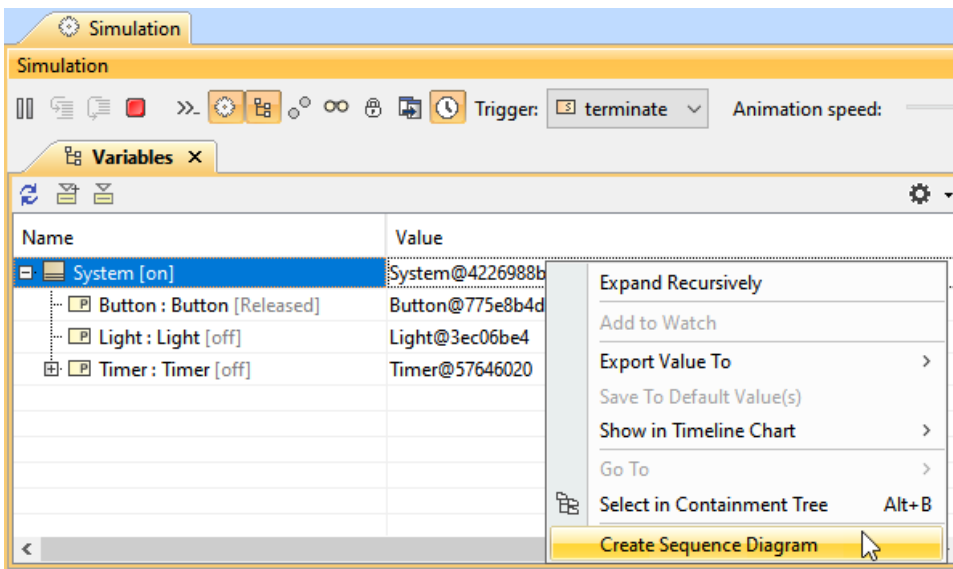 Simulation
Simulation
Trigger: terminate Animation speed:
Variables
Name Value
System [on] System@4226988b
Button : Button [Released] Button@775e8b4d
Light : Light [off] Light@3ec06be4
Timer : Timer [off] Timer@57646020
Expand Recursively
Add to Watch
Export Value To
Save To Default Value(s)
Show in Timeline Chart
Go To
Select in Containment Tree Alt+B
Create Sequence Diagram